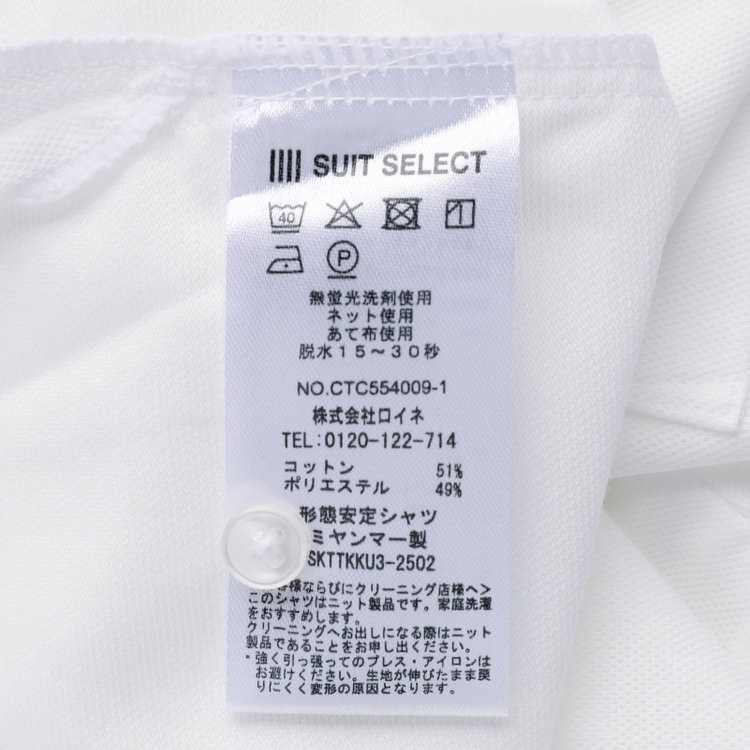 SUIT SELECT
40
P
無蛍光洗剤使用
ネット使用
あて布使用
脱水15～30秒
NO.CTC554009-1
株式会社ロイネ
TEL:0120-122-714
コットン 51%
ポリエステル 49%
形態安定シャツ
ミヤンマー製
SKTTKKU3-2502
様ならびにクリーニング店様へ>
このシャツはニット製品です。家庭洗濯
をおすすめします。
クリーニングへお出しになる際はニット
製品であることをお申し出ください。
・強く引っ張ってのプレス・アイロンは
お避けください。生地が伸びたまま戻
りにくく変形の原因となります。